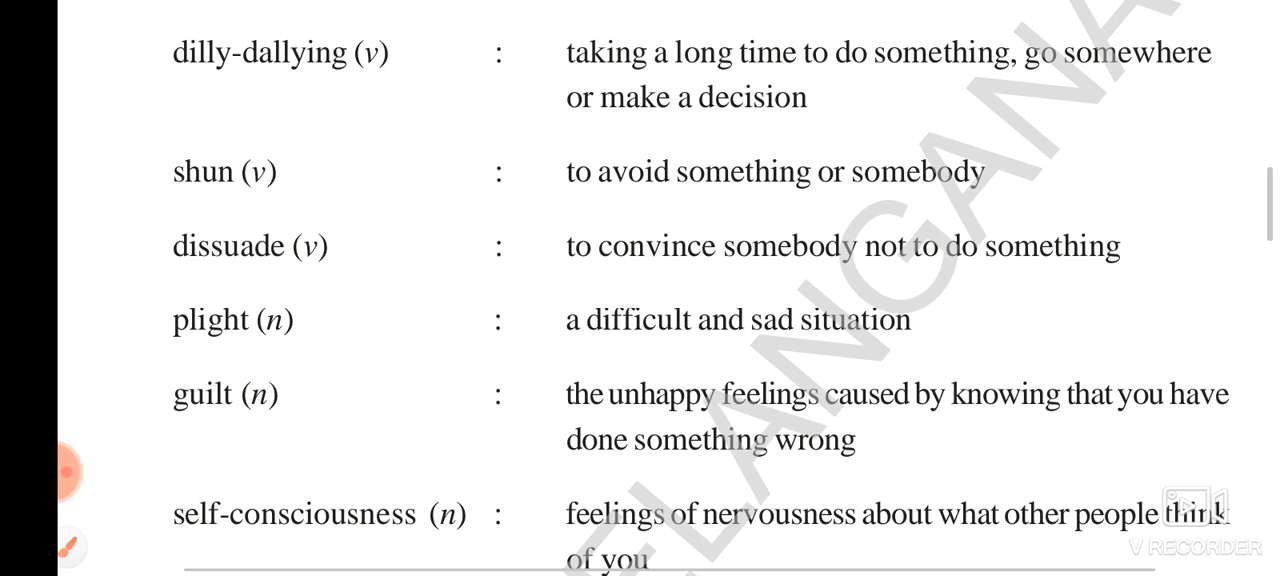 dilly-dallying (v) : taking a long time to do something, go somewhere
or make a decision
shun (v) : to avoid something or somebody
dissuade (v) : to convince somebody not to do something
plight (n) : a difficult and sad situation
guilt (n) : the unhappy feelings caused by knowing that you have
done something wrong
self-consciousness (n) : feelings of nervousness about what other people think
of you
ELANGANA
V RECORDER